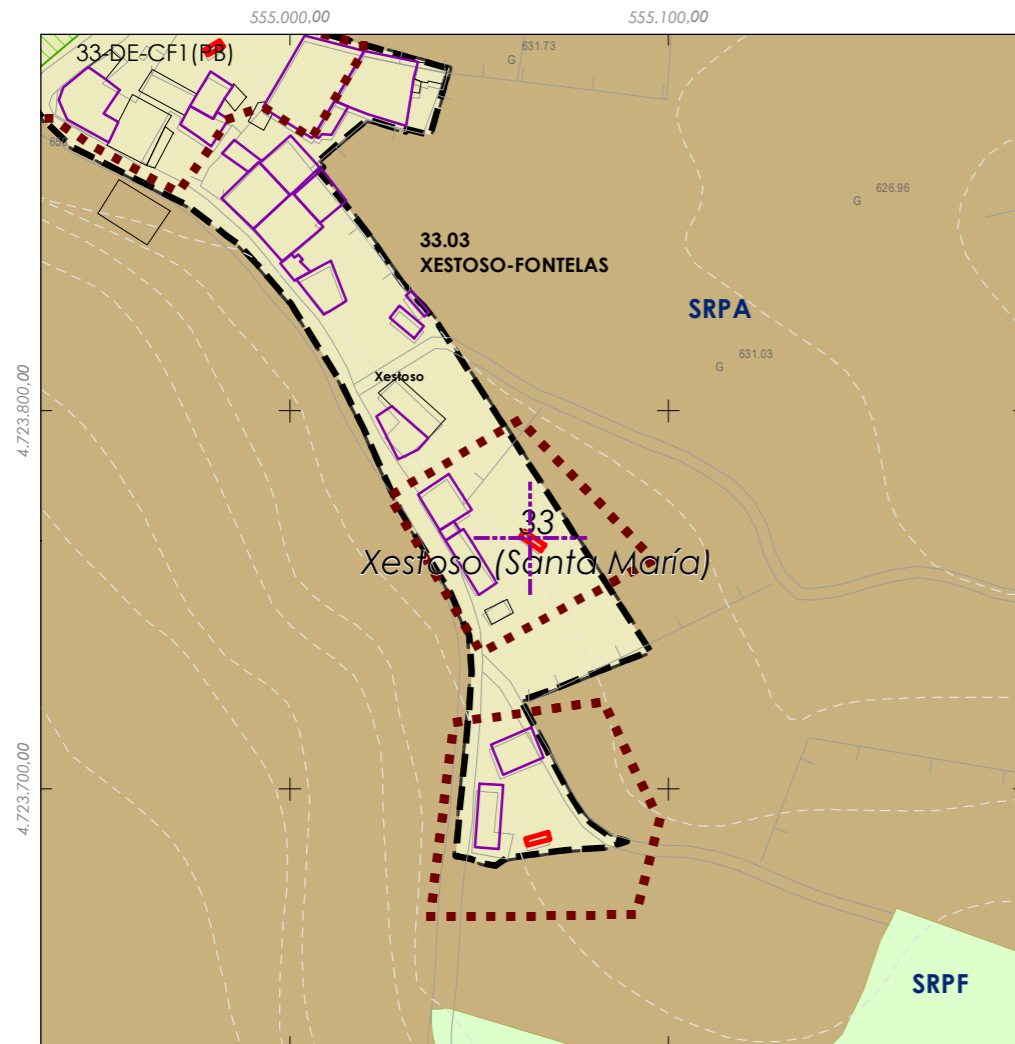 555.000,00
555.100,00
33-DE-CF1(PB)
631.73
G
626.96
G
33.03
XESTOSO-FONTELAS
SRPA
631.03
G
Xestoso
4.723.800,00
33
Xestoso (Santa María)
4.723.700,00
SRPF